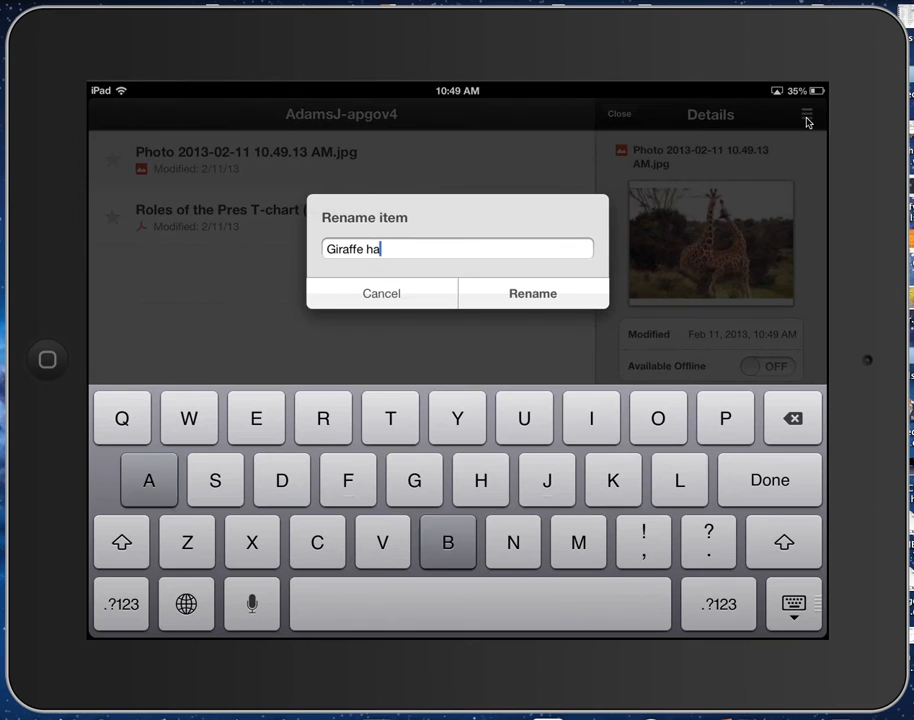 iPad
10:49 AM
35%
AdamsJ-apgov4
Close
Details
Photo 2013-02-11 10.49.13 AM.jpg
Modified: 2/11/13
Roles of the Pres T-chart (
Modified: 2/11/13
Photo 2013-02-11 10.49.13
AM.jpg
Modified
Feb 11, 2013, 10:49 AM
Available Offline
OFF
Rename item
Giraffe ha
Cancel
Rename
Q W E R T Y U I O P
A S D F G H J K L Done
Z X C V B N M ! , ? .
.?123 .?123